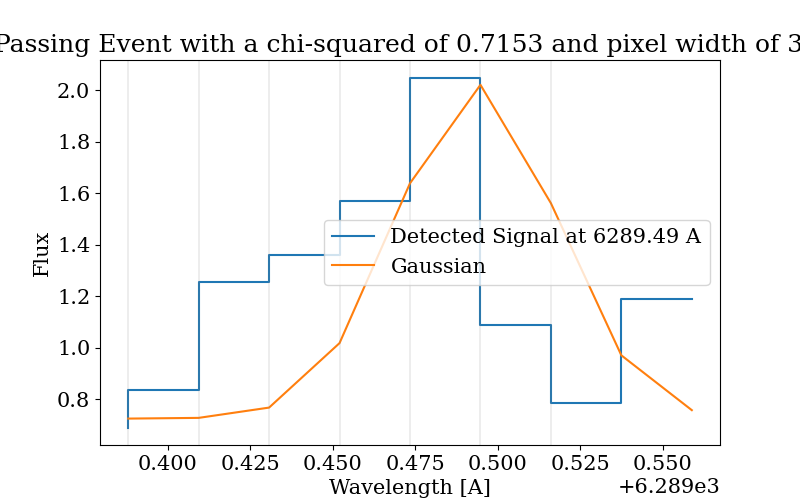 Passing Event with a chi-squared of 0.7153 and pixel width of 3
Flux
2.0
1.8
1.6
1.4
1.2
1.0
0.8
Detected Signal at 6289.49 A
Gaussian
0.400 0.425 0.450 0.475 0.500 0.525 0.550
Wavelength [A]
+6.289e3